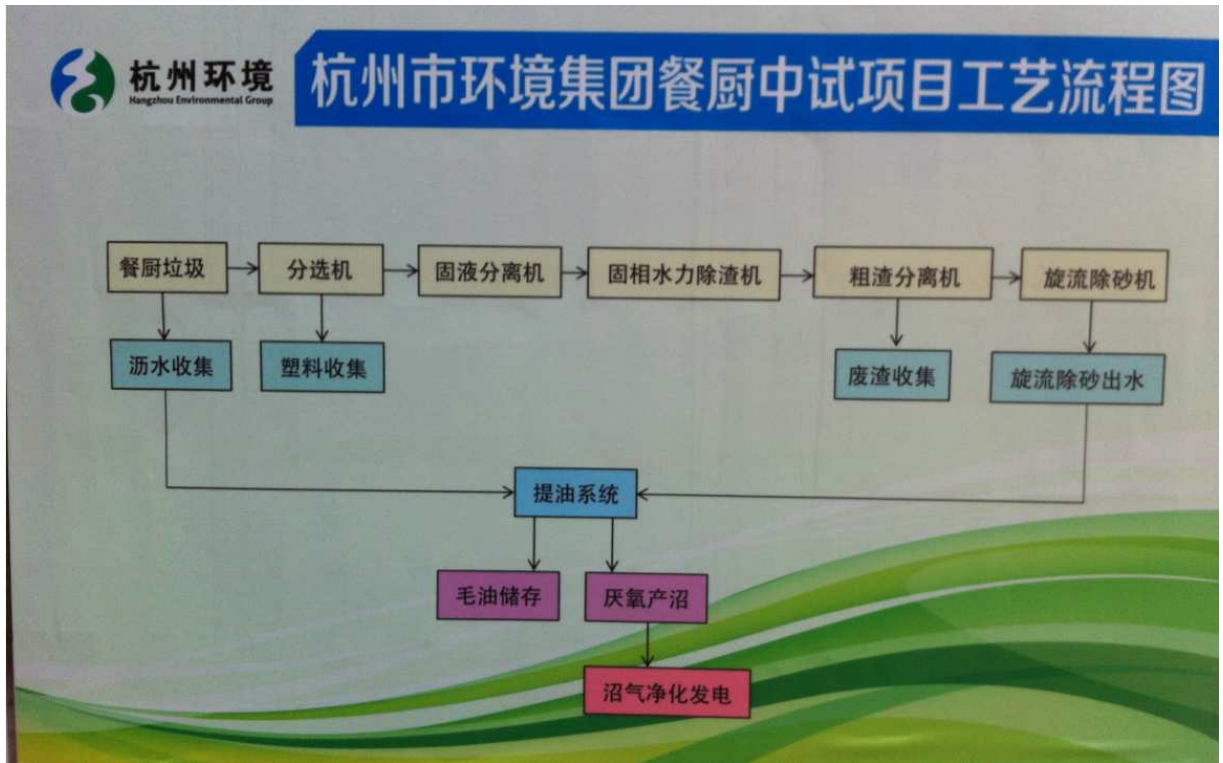 杭州环境
Hangzhou Environmental Group
杭州市环境集团餐厨中试项目工艺流程图
餐厨垃圾
分选机
固液分离机
固相水力除渣机
粗渣分离机
旋流除砂机
沥水收集
塑料收集
废渣收集
旋流除砂出水
提油系统
毛油储存
厌氧产沼
沼气净化发电